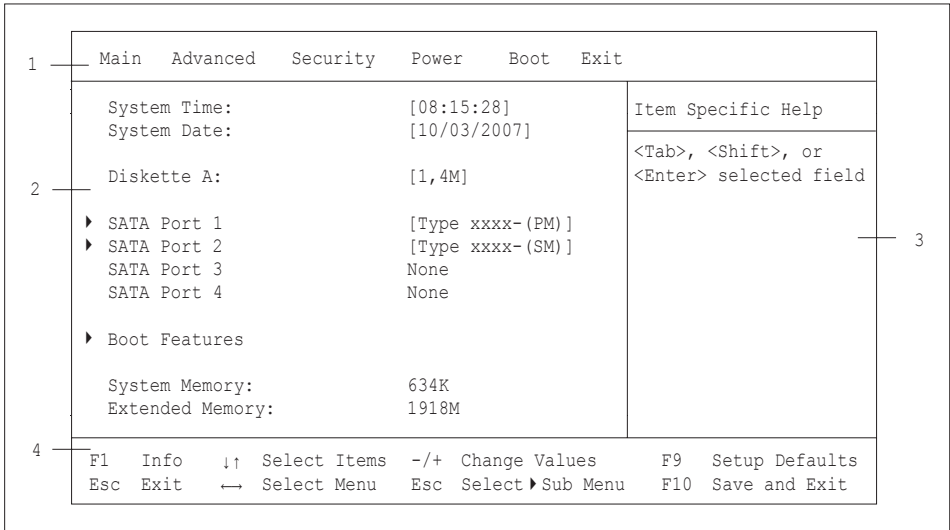 Main Advanced Security Power Boot Exit
1
System Time: [08:15:28]
System Date: [10/03/2007]
Item Specific Help
<Tab>, <Shift>, or
<Enter> selected field
Diskette A: [1,4M]
2
SATA Port 1 [Type xxxx-(PM)]
SATA Port 2 [Type xxxx-(SM)]
SATA Port 3 None
SATA Port 4 None
3
Boot Features
System Memory: 634K
Extended Memory: 1918M
4
F1 Info ↓↑ Select Items -/+ Change Values F9 Setup Defaults
Esc Exit ←→ Select Menu Esc Select ▶ Sub Menu F10 Save and Exit